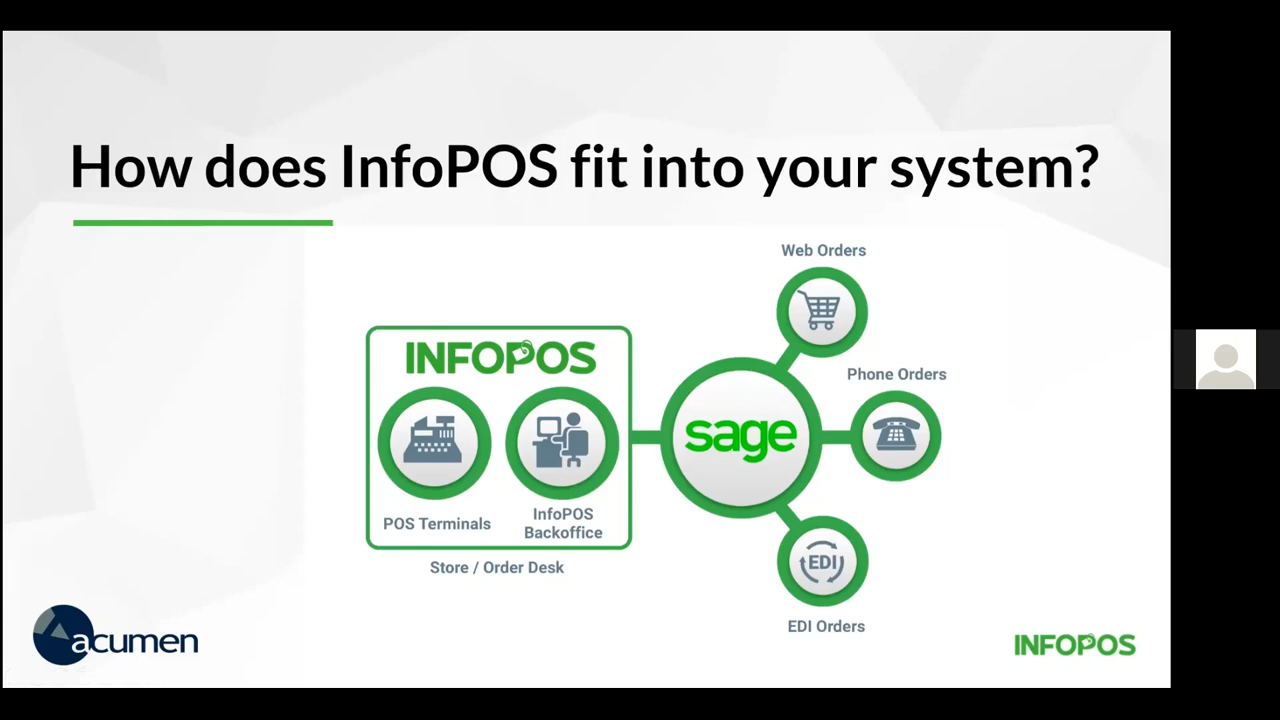 How does InfoPOS fit into your system?
Web Orders
INFOPOS
Phone Orders
sage
POS Terminals
InfoPOS
Backoffice
Store / Order Desk
EDI
EDI Orders
acumen
INFOPOS